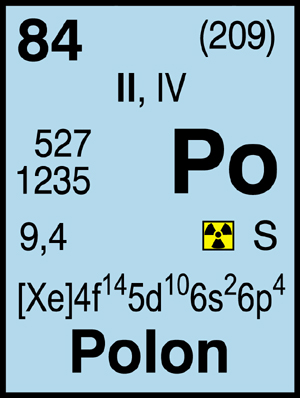 84 (209)
II, IV
527 Po
1235
9,4 S
[Xe]4f¹⁴5d¹⁰6s²6p⁴
Polon